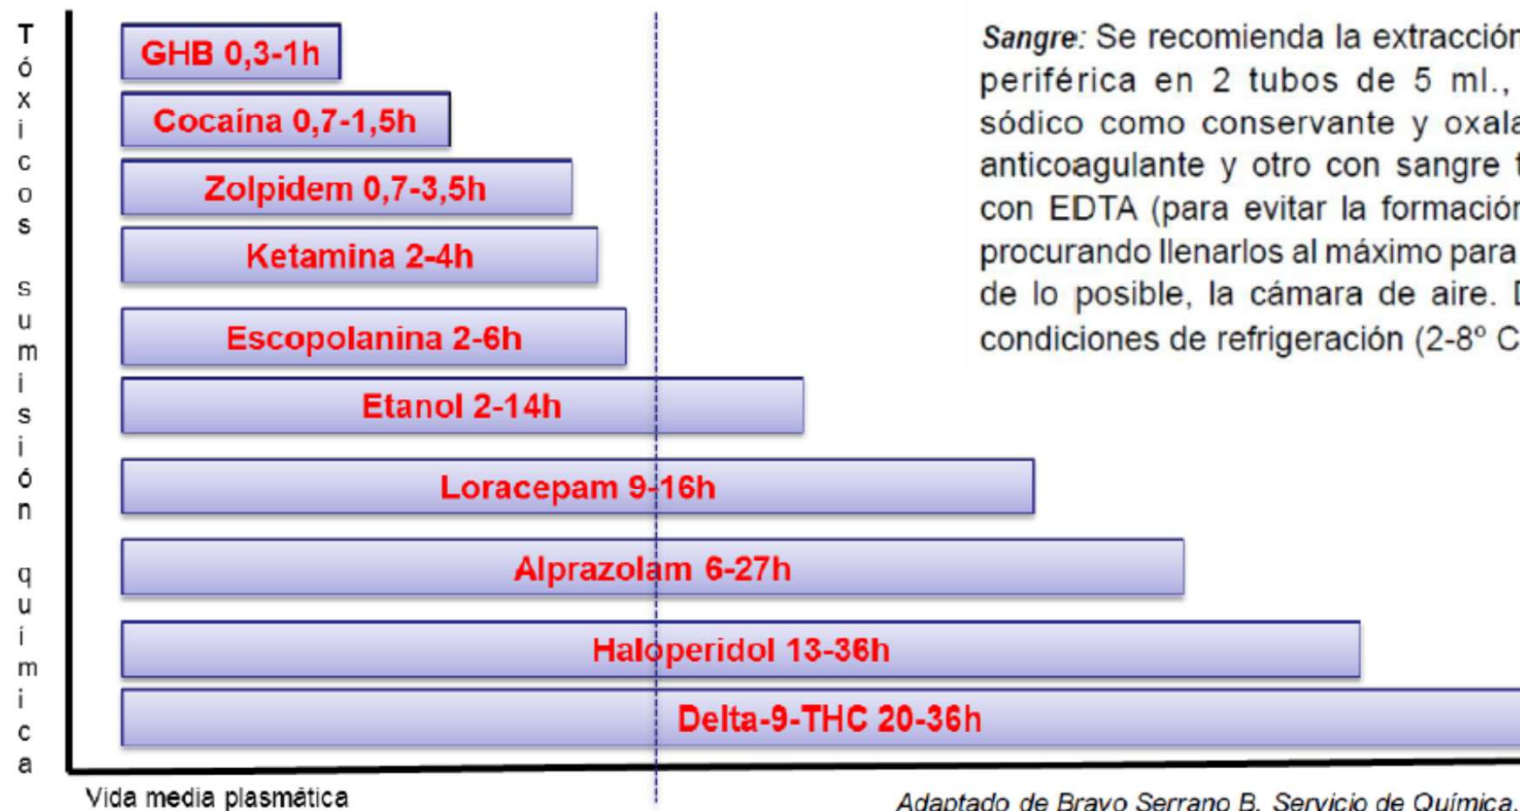 Tóxicos sumisión química
GHB 0,3-1h
Cocaína 0,7-1,5h
Zolpidem 0,7-3,5h
Ketamina 2-4h
Escopolanina 2-6h
Etanol 2-14h
Loracepam 9-16h
Alprazolam 6-27h
Haloperidol 13-36h
Delta-9-THC 20-36h
Vida media plasmática
Sangre: Se recomienda la extracción
periférica en 2 tubos de 5 ml.,
sódico como conservante y oxala
anticoagulante y otro con sangre t
con EDTA (para evitar la formación
procurando llenarlos al máximo para
de lo posible, la cámara de aire. D
condiciones de refrigeración (2-8º C
Adaptado de Bravo Serrano B. Servicio de Química.